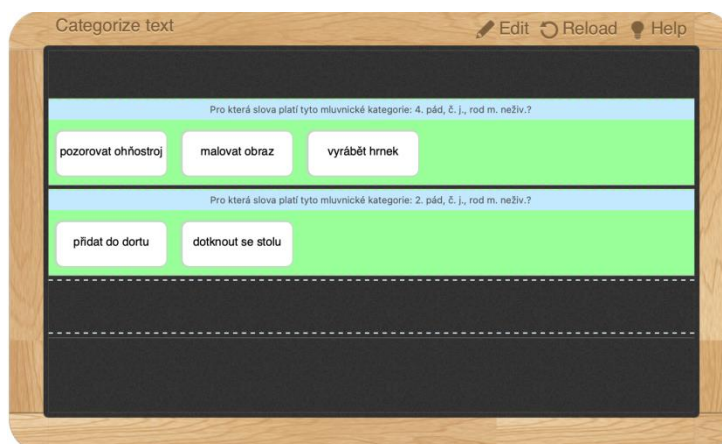 Categorize text
Edit Reload Help
Pro která slova platí tyto mluvnické kategorie: 4. pád, č. j., rod m. neživ.?
pozorovat ohňostroj malovat obraz vyrábět hrnek
Pro která slova platí tyto mluvnické kategorie: 2. pád, č. j., rod m. neživ.?
přidat do dortu dotknout se stolu